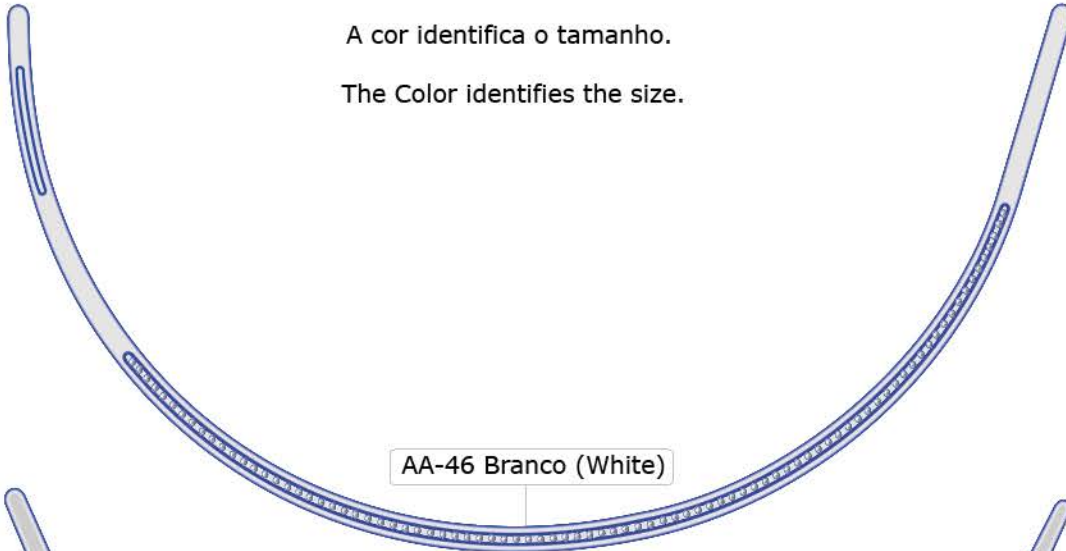 A cor identifica o tamanho.
The Color identifies the size.
AA-46 Branco (White)